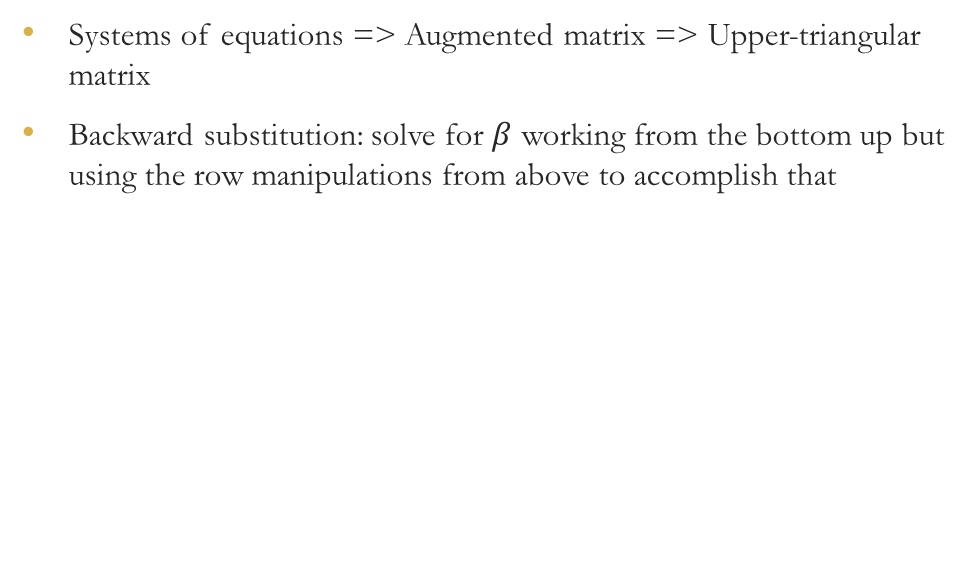 • Systems of equations => Augmented matrix => Upper-triangular
matrix
• Backward substitution: solve for 𝛽 working from the bottom up but
using the row manipulations from above to accomplish that